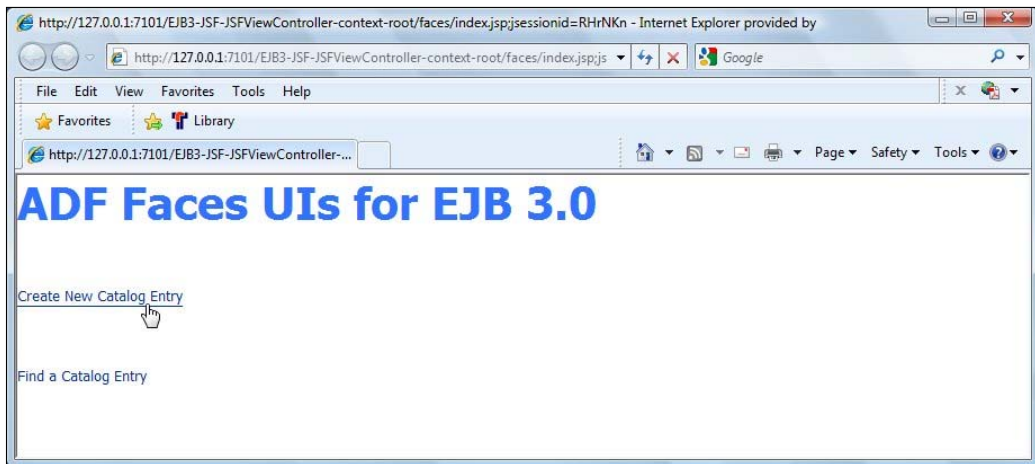 http://127.0.0.1:7101/EJB3-JSF-JSFViewController-context-root/faces/index.jsp;jsessionid=RHrNKn - Internet Explorer provided by
http://127.0.0.1:7101/EJB3-JSF-JSFViewController-context-root/faces/index.jsp;js Google
File Edit View Favorites Tools Help
Favorites Library
http://127.0.0.1:7101/EJB3-JSF-JSFViewController-... Page Safety Tools
ADF Faces UIs for EJB 3.0
Create New Catalog Entry
Find a Catalog Entry